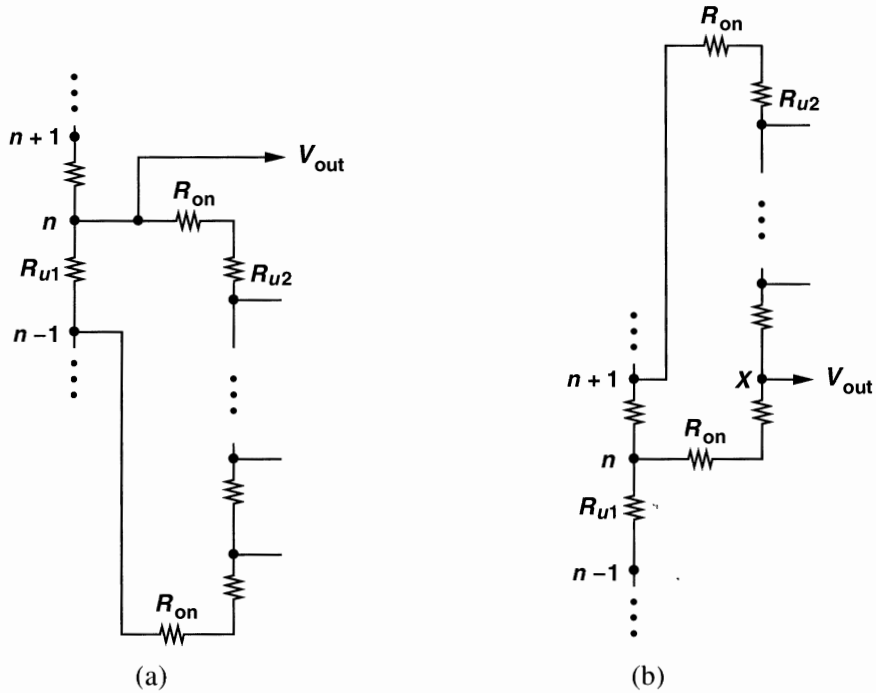 n + 1
V_out
R_on
n
R_u1
R_u2
n − 1
R_on
(a)
R_on
R_u2
n + 1
X
V_out
R_on
n
R_u1
n − 1
(b)